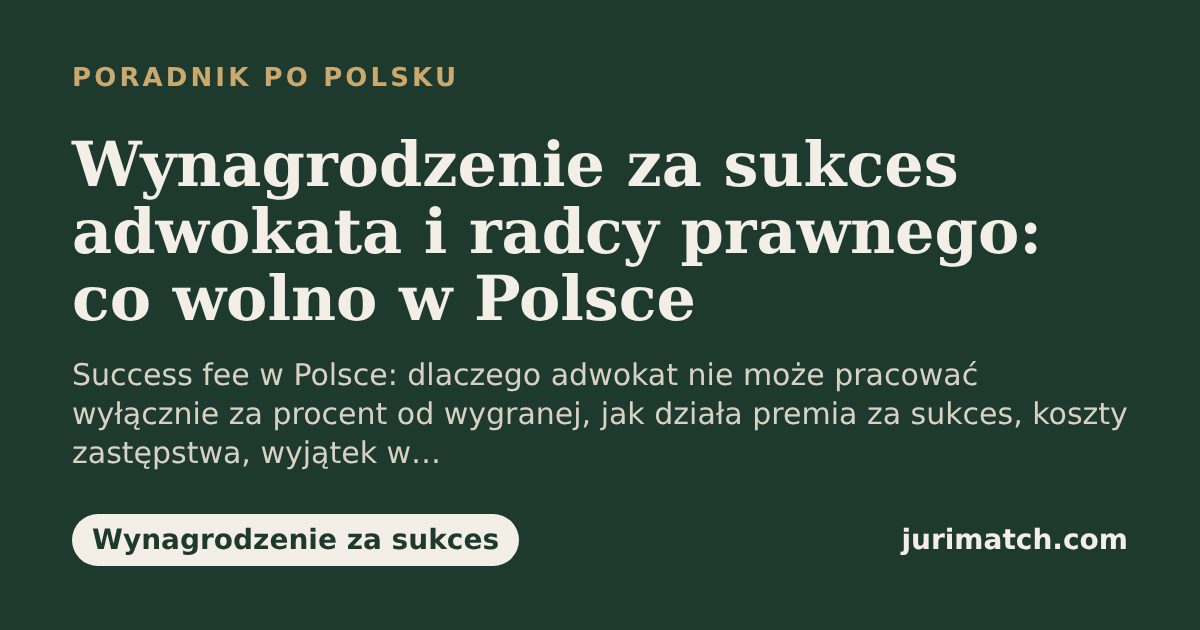 PORADNIK PO POLSKU
Wynagrodzenie za sukces
adwokata i radcy prawnego:
co wolno w Polsce
Success fee w Polsce: dlaczego adwokat nie może pracować
wyłącznie za procent od wygranej, jak działa premia za sukces, koszty
zastępstwa, wyjątek w…
Wynagrodzenie za sukces
jurimatch.com